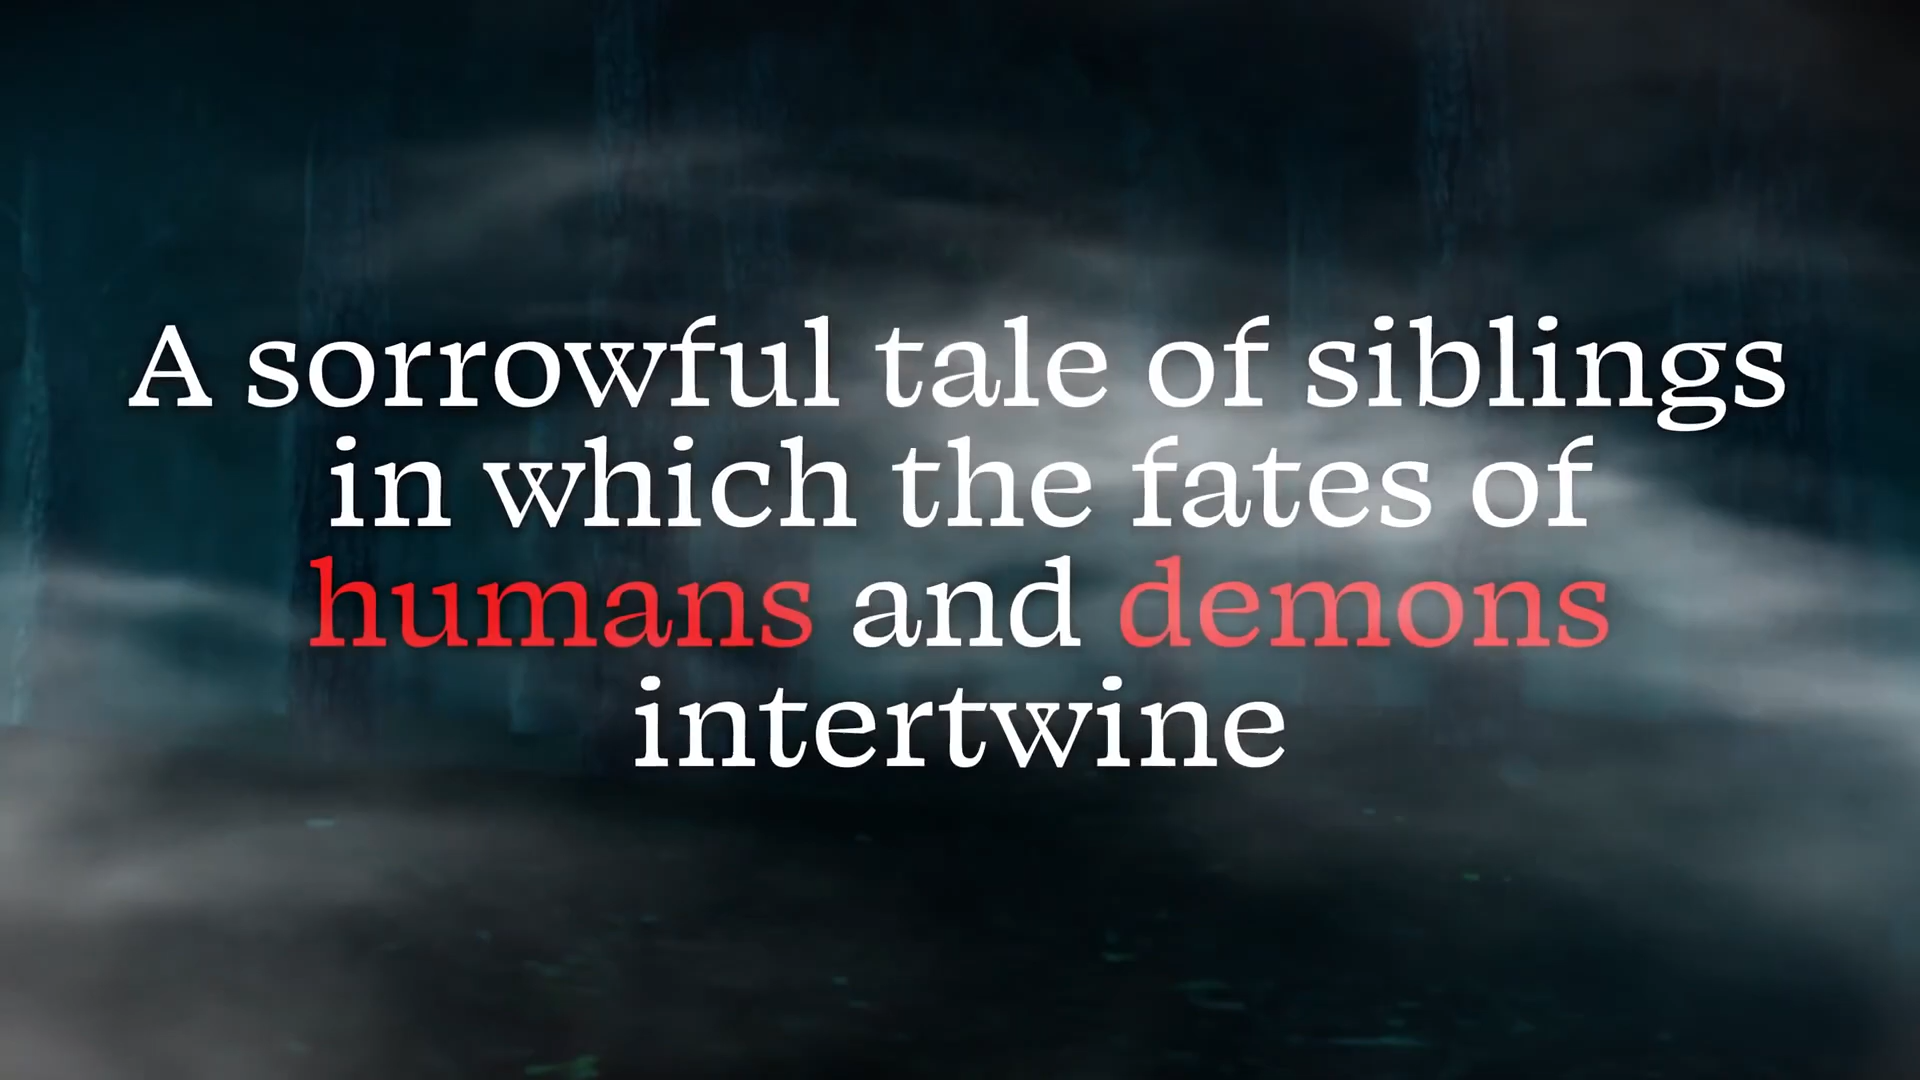 A sorrowful tale of siblings
in which the fates of
humans and demons
intertwine